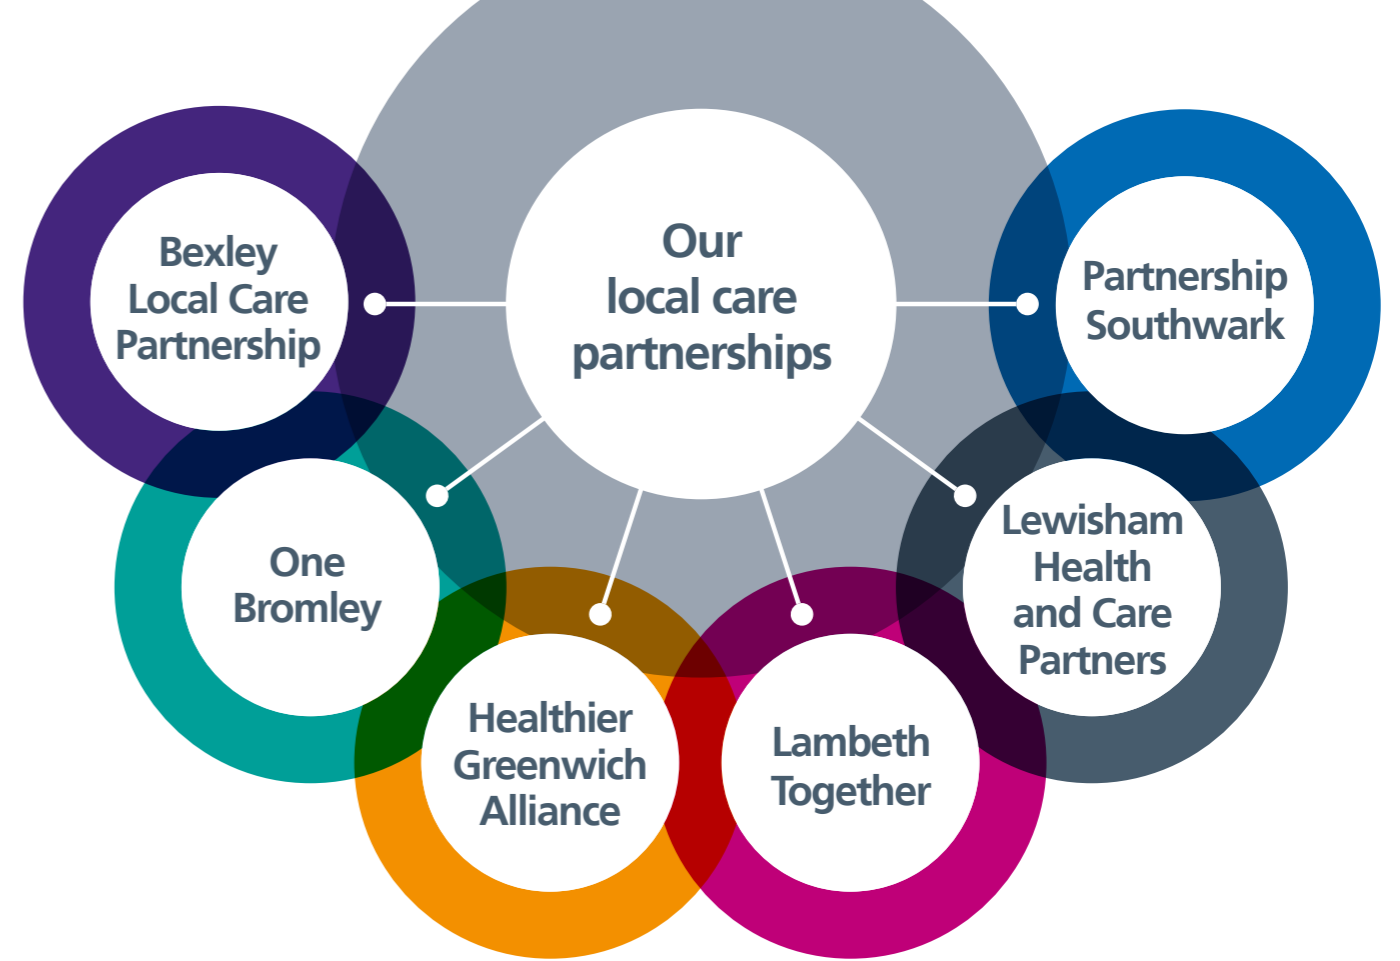 Our
local care
partnerships
Bexley
Local Care
Partnership
One
Bromley
Healthier
Greenwich
Alliance
Lambeth
Together
Lewisham
Health
and Care
Partners
Partnership
Southwark